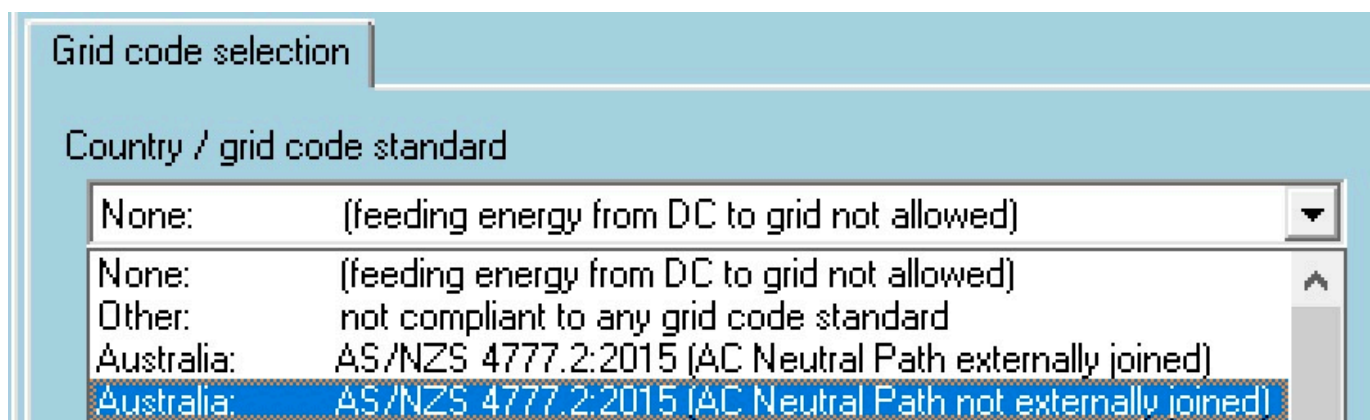 Grid code selection
Country / grid code standard
None: (feeding energy from DC to grid not allowed)
None: (feeding energy from DC to grid not allowed)
Other: not compliant to any grid code standard
Australia: AS/NZS 4777.2:2015 (AC Neutral Path externally joined)
Australia: AS/NZS 4777.2:2015 (AC Neutral Path not externally joined)